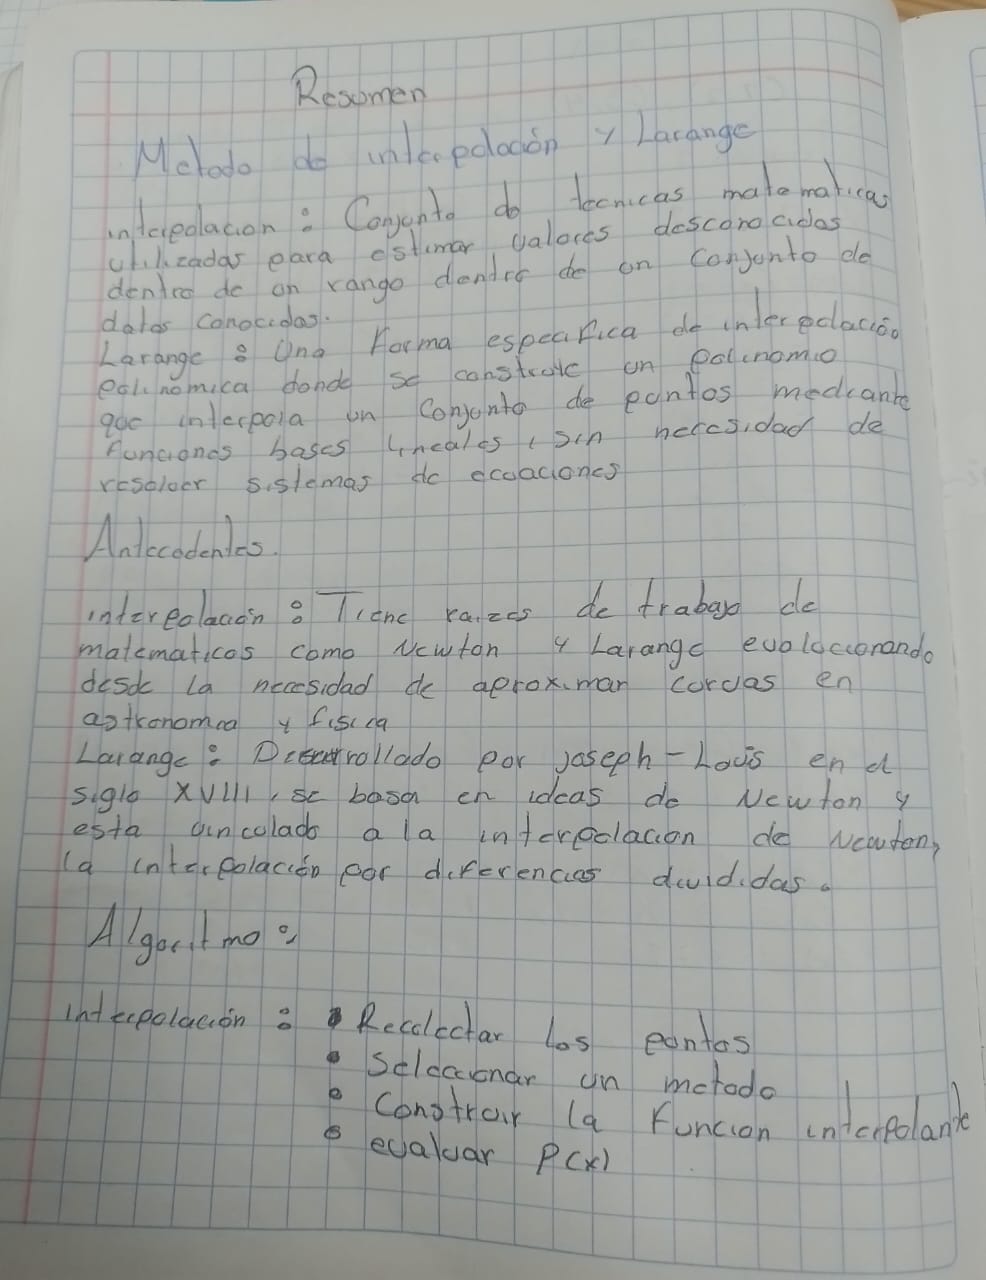 Resumen
Metodo de interpolación y Larange
interpolacion: Conjunto de tecnicas matematicas
utilizadas para estimar valores desconocidos
dentro de un rango dentro de un conjunto de
datos conocidos.
Larange: Una forma especifica de interpolación
polinomica donde se construye un polinomio
que interpola un conjunto de puntos mediante
funciones bases lineales, sin necesidad de
resolver sistemas de ecuaciones
Antecedentes.
interpolación: Tiene raizes de trabajo de
matematicos como Newton y Larange evolucionando
desde la necesidad de aproximar curvas en
astronomia y fisica
Larange: Desarrollado por joseph-Louis en el
siglo XVIII, se basa en ideas de Newton y
esta vinculado a la interpolacion de Newton,
la interpolación por diferencias divididas.
Algoritmo:
interpolación: • Recolectar los puntos
• Seleccionar un metodo
• Construir la funcion interpolante
• evaluar P(x)